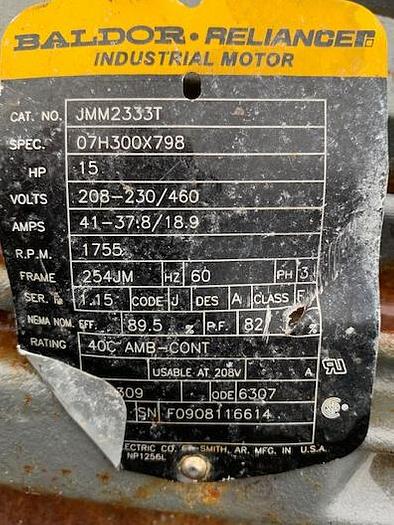 BALDOR • RELIANCE
INDUSTRIAL MOTOR
CAT. NO. JMM2333T
SPEC. 07H300X798
HP 15
VOLTS 208-230/460
AMPS 41-37.8/18.9
R.P.M. 1755
FRAME 254JM HZ 60 PH 3
SER. F. 1.15 CODE J DES A CLASS F
NEMA NOM. EFF. 89.5 % P.F. 82 %
RATING 40C AMB-CONT
USABLE AT 208V A
309 ODE 6307
SN F0908116614
ECTRIC CO. FT. SMITH, AR. MFG. IN U.S.A.
NP1256L